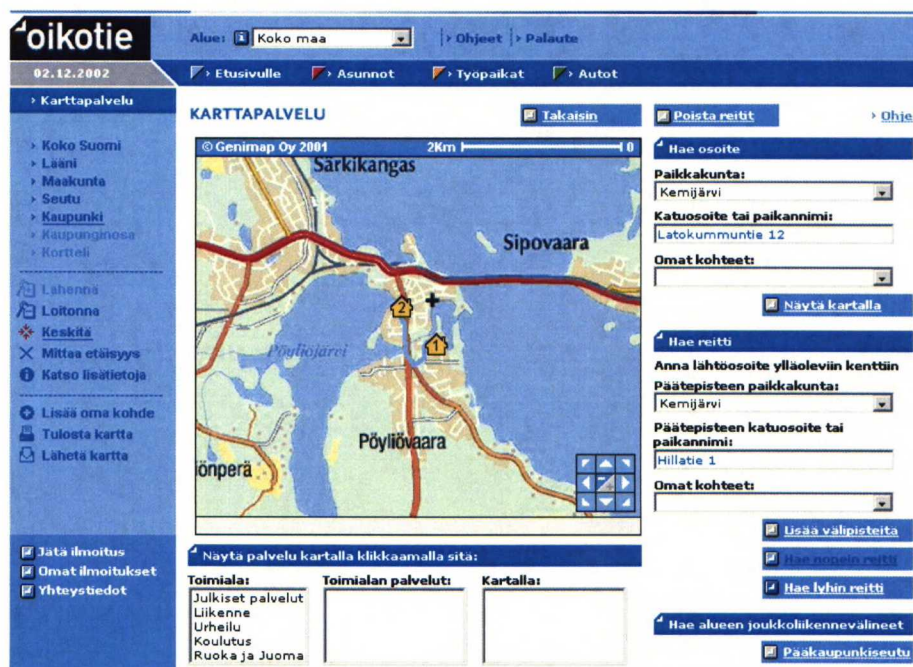 oikotie
Alue: Koko maa
› Ohjeet › Palaute
02.12.2002
› Etusivulle › Asunnot › Työpaikat › Autot
› Karttapalvelu
› Koko Suomi
› Lääni
› Maakunta
› Seutu
› Kaupunki
› Kaupunginosa
› Kortteli
Lähennä
Loitonna
Keskitä
Mittaa etäisyys
Katso lisätietoja
Lisää oma kohde
Tulosta kartta
Lähetä kartta
Jätä ilmoitus
Omat ilmoitukset
Yhteystiedot
KARTTAPALVELU
Takaisin
© Genimap Oy 2001 2Km 0
Särkikangas
Sipovaara
2
1
Pöyliöjärvi
Pöyliövaara
iönperä
Näytä palvelu kartalla klikkaamalla sitä:
Toimiala: Toimialan palvelut: Kartalla:
Julkiset palvelut
Liikenne
Urheilu
Koulutus
Ruoka ja Juoma
Poista reitit
› Ohje
Hae osoite
Paikkakunta:
Kemijärvi
Katuosoite tai paikannimi:
Latokummuntie 12
Omat kohteet:
Näytä kartalla
Hae reitti
Anna lähtöosoite ylläoleviin kenttiin
Päätepisteen paikkakunta:
Kemijärvi
Päätepisteen katuosoite tai
paikannimi:
Hillatie 1
Omat kohteet:
Lisää välipisteitä
Hae nopein reitti
Hae lyhin reitti
Hae alueen joukkoliikennevälineet
Pääkaupunkiseutu